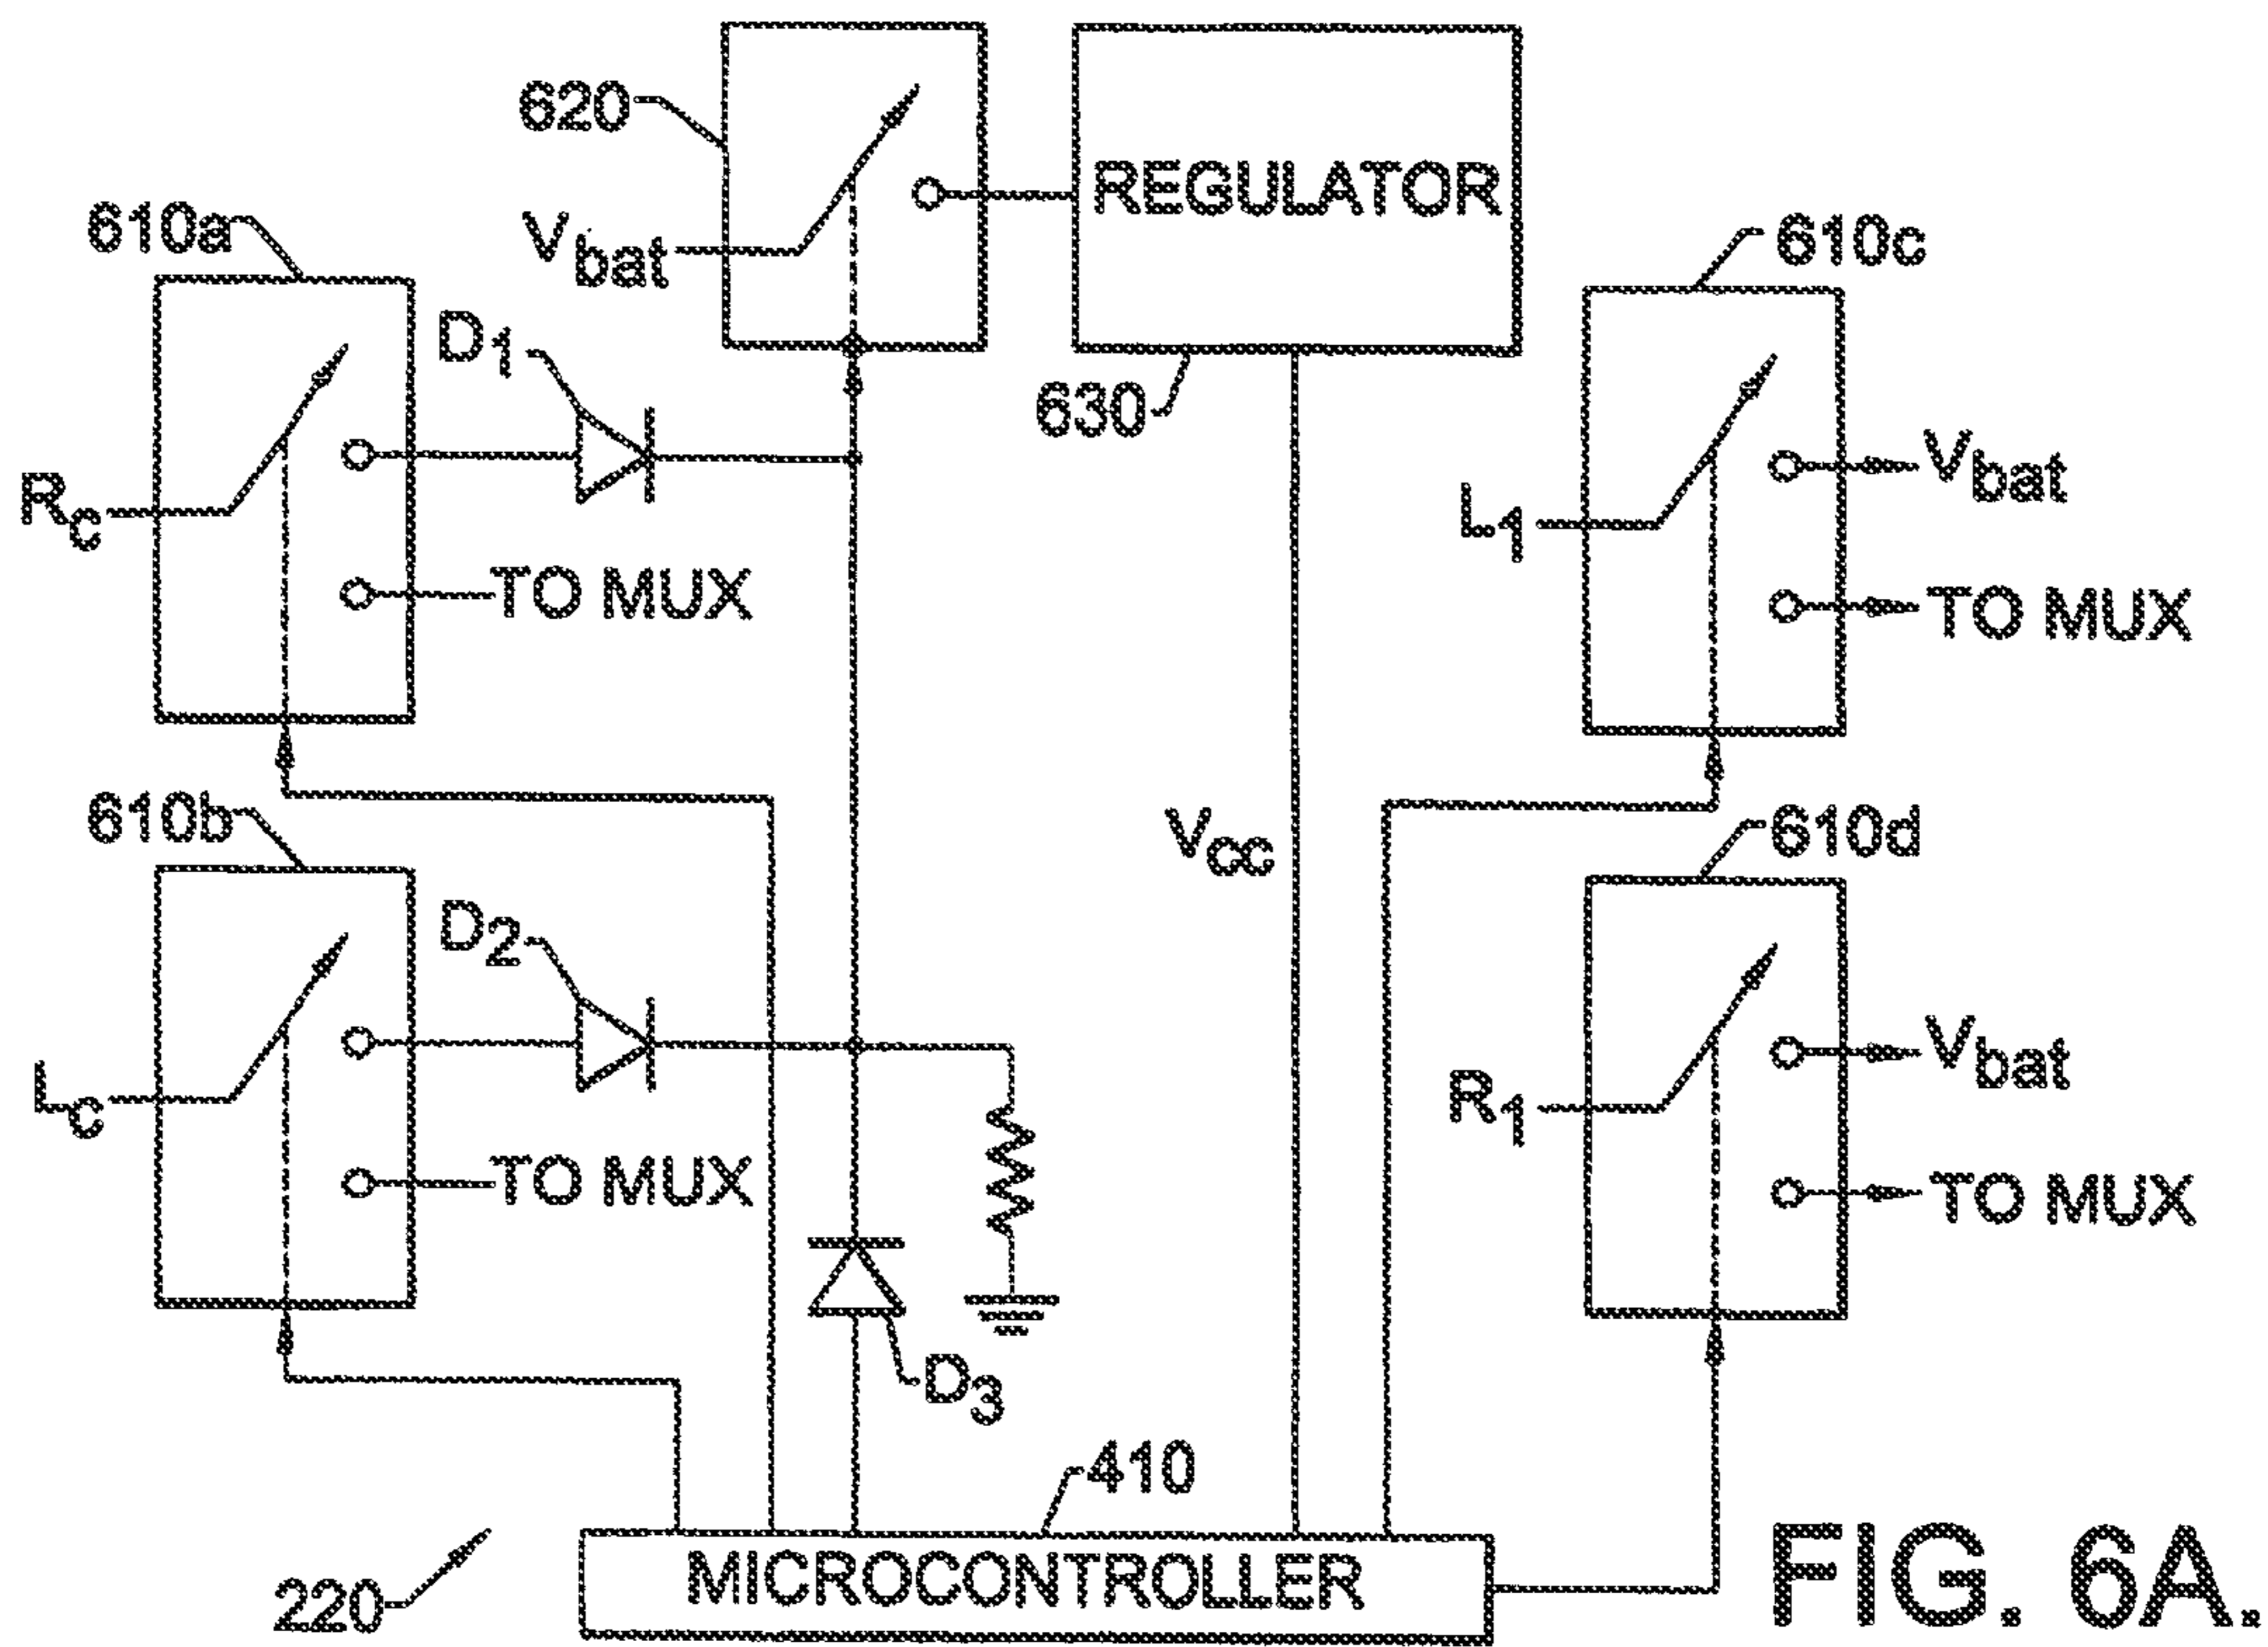 620
REGULATOR
610a
Vbat
610c
D1
630
Vbat
RC
L1
TO MUX
TO MUX
610b
VCC
610d
D2
Vbat
LC
R1
TO MUX
TO MUX
D3
410
MICROCONTROLLER
220
FIG. 6A.